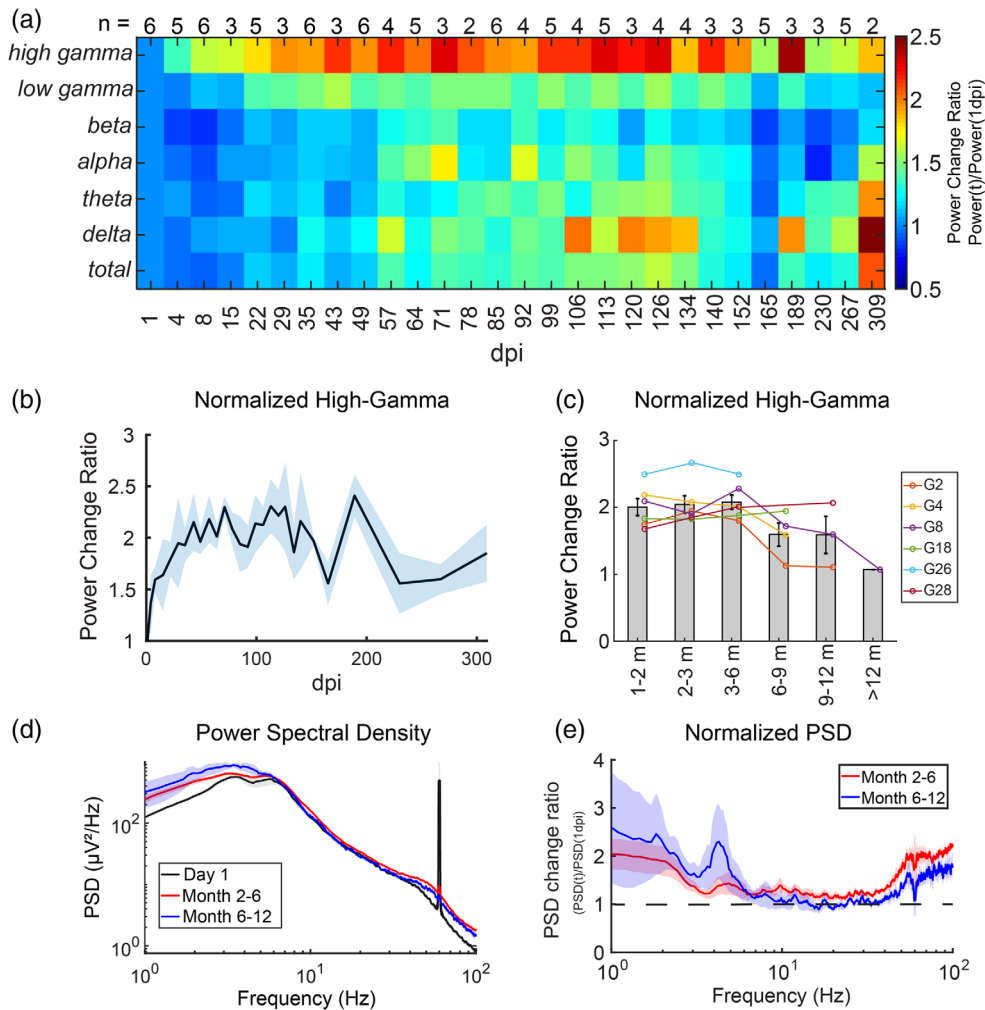 (a)
n = 6 5 6 3 5 3 6 3 6 4 5 3 2 6 4 5 4 5 3 4 3 4 3 5 3 3 5 2
high gamma
low gamma
beta
alpha
theta
delta
total
1 4 8 15 22 29 35 43 49 57 64 71 78 85 92 99 106 113 120 126 134 140 152 165 189 230 267 309
dpi
2.5
2
1.5
1
0.5
Power Change Ratio
Power(t)/Power(1dpi)
(b)
Normalized High-Gamma
Power Change Ratio
3
2.5
2
1.5
1
0 100 200 300
dpi
(c)
Normalized High-Gamma
Power Change Ratio
3
2
1
0
1-2 m
2-3 m
3-6 m
6-9 m
9-12 m
>12 m
G2
G4
G8
G18
G26
G28
(d)
Power Spectral Density
PSD (µV²/Hz)
10²
10⁰
Day 1
Month 2-6
Month 6-12
10⁰ 10¹ 10²
Frequency (Hz)
(e)
Normalized PSD
PSD change ratio
(PSD(t)/PSD(1dpi))
4
3
2
1
0
Month 2-6
Month 6-12
10⁰ 10¹ 10²
Frequency (Hz)